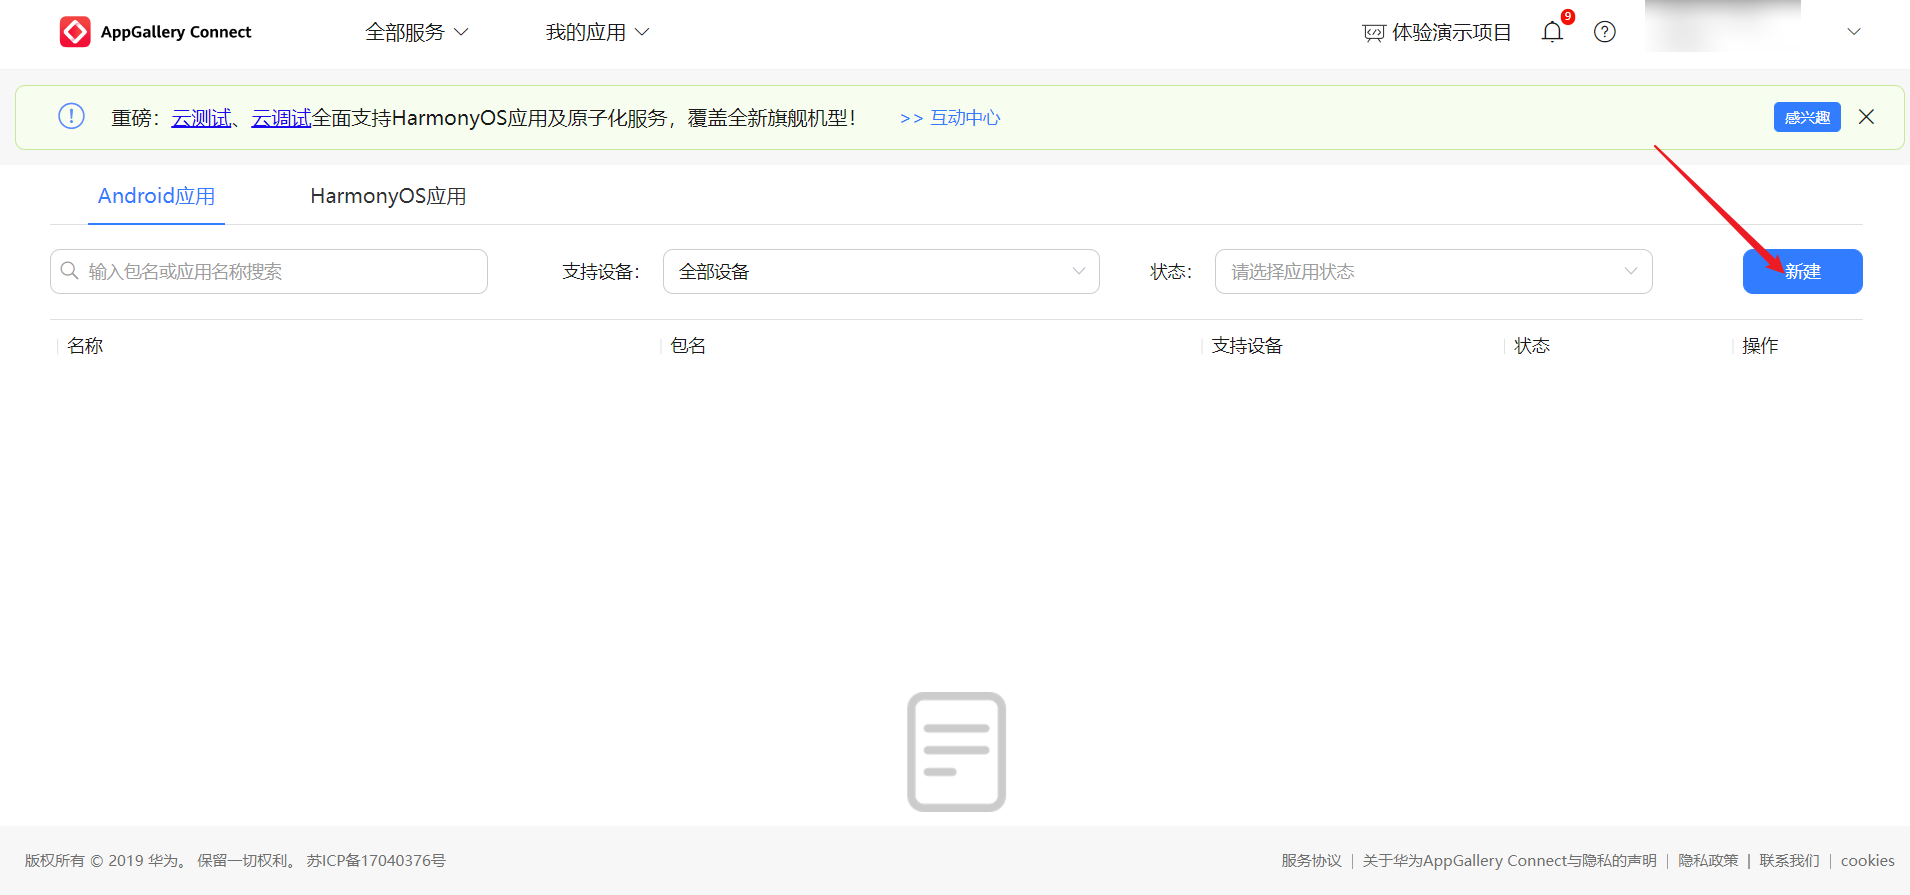 AppGallery Connect 全部服务 我的应用 体验演示项目 9
重磅：云测试、云调试全面支持HarmonyOS应用及原子化服务，覆盖全新旗舰机型！ >> 互动中心 感兴趣
Android应用 HarmonyOS应用
输入包名或应用名称搜索 支持设备： 全部设备 状态： 请选择应用状态 新建
名称 包名 支持设备 状态 操作
版权所有 © 2019 华为。 保留一切权利。 苏ICP备17040376号 服务协议 | 关于华为AppGallery Connect与隐私的声明 | 隐私政策 | 联系我们 | cookies